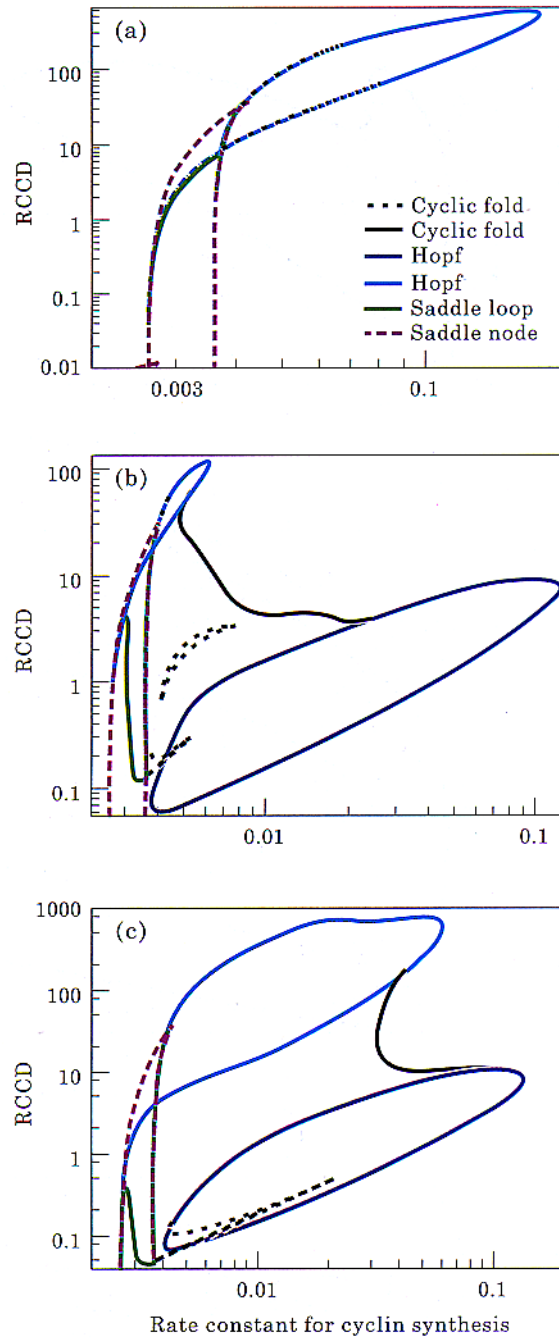 (a)
100
10
1
0.1
0.01
RCCD
Cyclic fold
Cyclic fold
Hopf
Hopf
Saddle loop
Saddle node
0.003
0.1
(b)
100
10
1
0.1
RCCD
0.01
0.1
(c)
1000
100
10
1
0.1
RCCD
0.01
0.1
Rate constant for cyclin synthesis